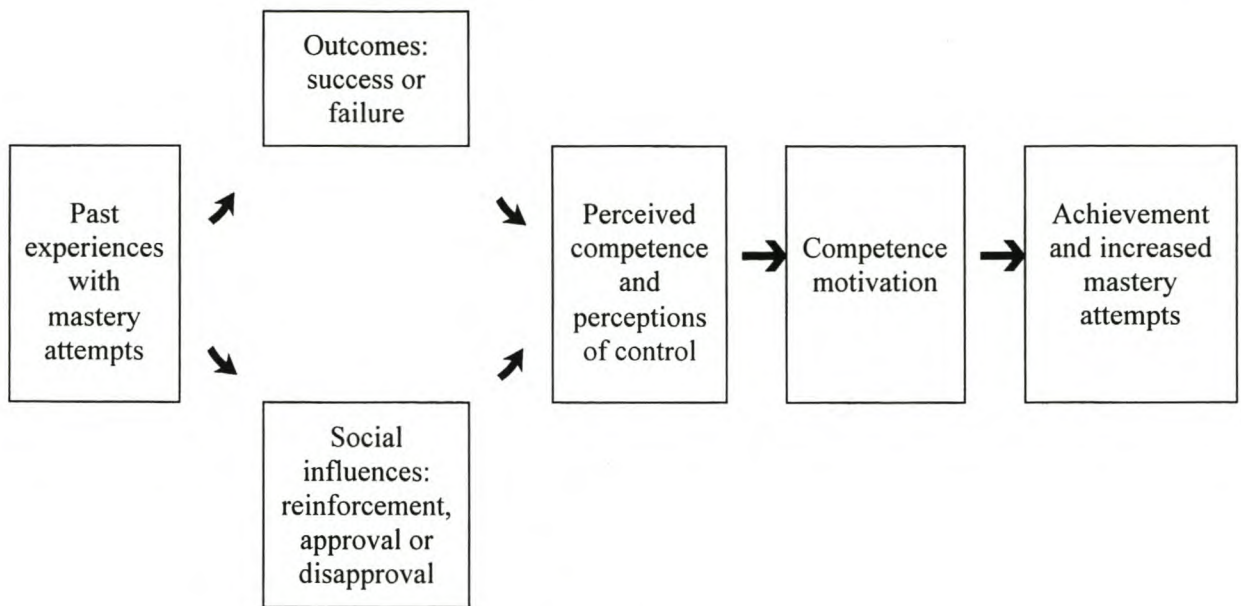 Outcomes:
success or
failure
Past
experiences
with
mastery
attempts
Social
influences:
reinforcement,
approval or
disapproval
Perceived
competence
and
perceptions
of control
Competence
motivation
Achievement
and increased
mastery
attempts